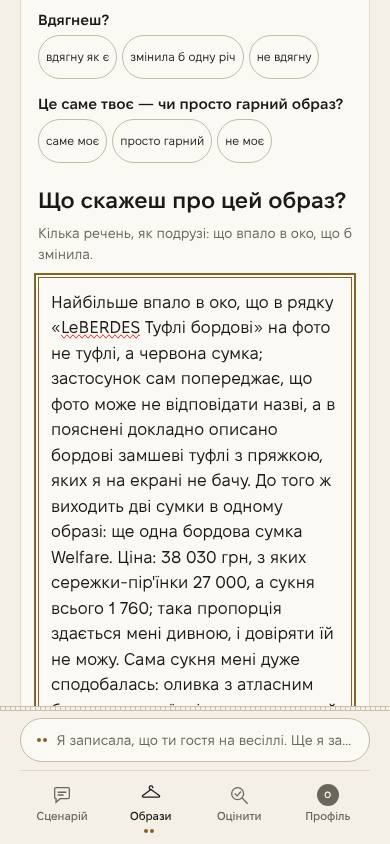 Вдягнеш?
вдягну як є
змінила б одну річ
не вдягну
Це саме твоє — чи просто гарний образ?
саме моє
просто гарний
не моє
Що скажеш про цей образ?
Кілька речень, як подрузі: що впало в око, що б
змінила.
Найбільше впало в око, що в рядку
«LeBERDES Туфлі бордові» на фото
не туфлі, а червона сумка;
застосунок сам попереджає, що
фото може не відповідати назві, а в
пояснені докладно описано
бордові замшеві туфлі з пряжкою,
яких я на екрані не бачу. До того ж
виходить дві сумки в одному
образі: ще одна бордова сумка
Welfare. Ціна: 38 030 грн, з яких
сережки-пір'їнки 27 000, а сукня
всього 1 760; така пропорція
здається мені дивною, і довіряти їй
не можу. Сама сукня мені дуже
сподобалась: оливка з атласним
Я записала, що ти гостя на весіллі. Ще я за...
Сценарій
Образи
Оцінити
О
Профіль